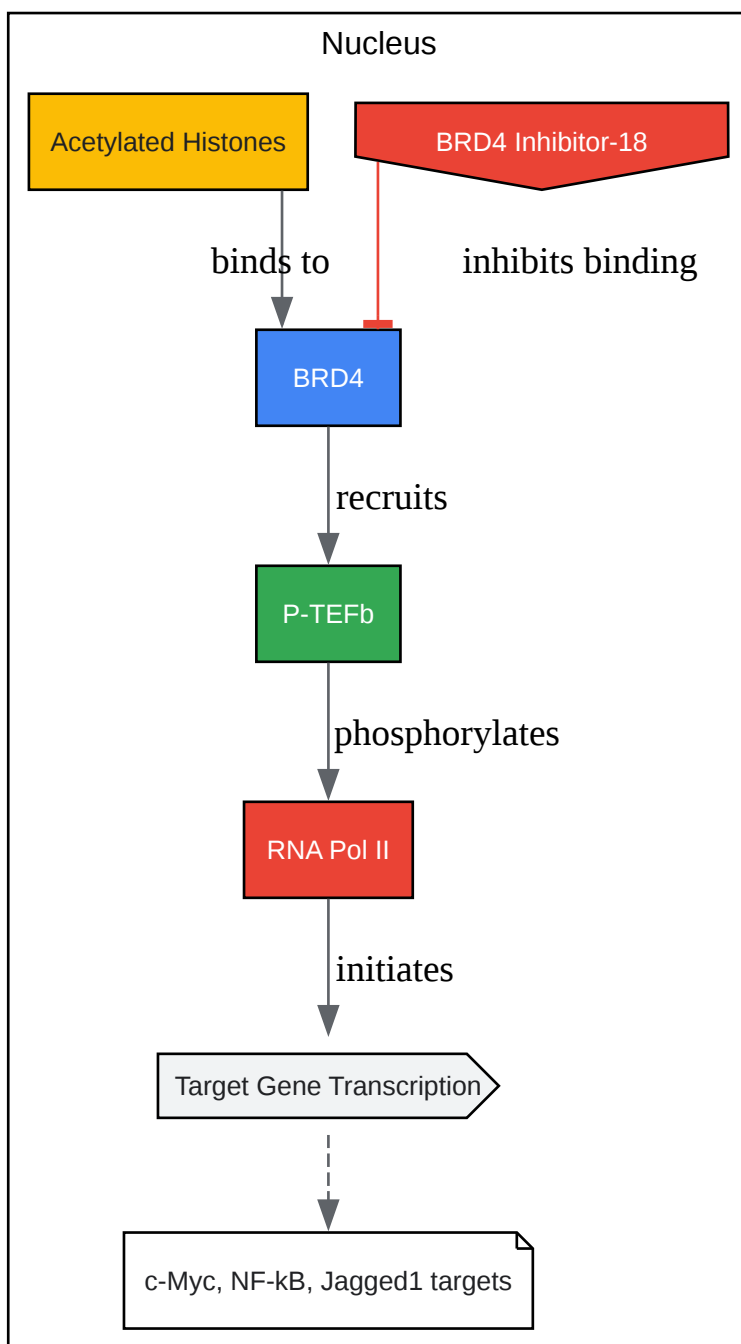 Nucleus
Acetylated Histones
BRD4 Inhibitor-18
binds to
inhibits binding
BRD4
recruits
P-TEFb
phosphorylates
RNA Pol II
initiates
Target Gene Transcription
c-Myc, NF-kB, Jagged1 targets